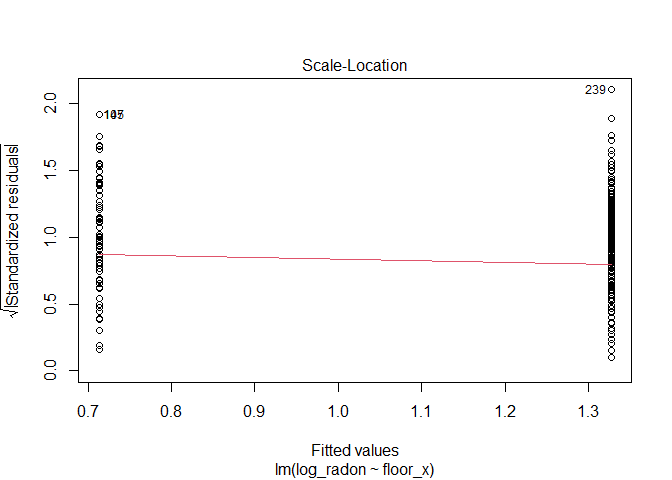 Scale-Location
√|Standardized residuals|
2.0
1.5
1.0
0.5
0.0
239
0.7 0.8 0.9 1.0 1.1 1.2 1.3
Fitted values
lm(log_radon ~ floor_x)